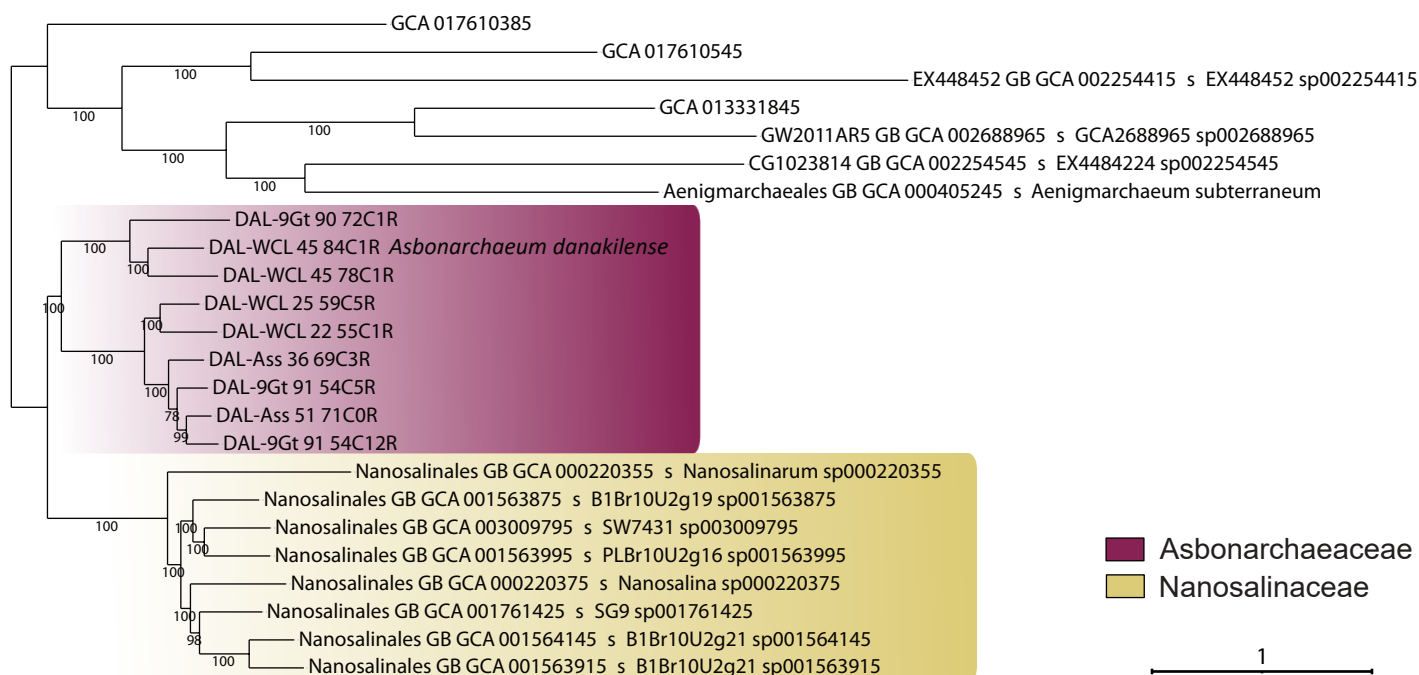 GCA 017610385
GCA 017610545
100
EX448452 GB GCA 002254415 s EX448452 sp002254415
100
GCA 013331845
100
GW2011AR5 GB GCA 002688965 s GCA2688965 sp002688965
100
CG1023814 GB GCA 002254545 s EX4484224 sp002254545
100
Aenigmarchaeales GB GCA 000405245 s Aenigmarchaeum subterraneum
DAL-9Gt 90 72C1R
100
DAL-WCL 45 84C1R Asbonarchaeum danakilense
100
DAL-WCL 45 78C1R
100
DAL-WCL 25 59C5R
100
DAL-WCL 22 55C1R
100
DAL-Ass 36 69C3R
100
DAL-9Gt 91 54C5R
78
DAL-Ass 51 71C0R
99
DAL-9Gt 91 54C12R
Nanosalinales GB GCA 000220355 s Nanosalinarum sp000220355
Nanosalinales GB GCA 001563875 s B1Br10U2g19 sp001563875
100
100
Nanosalinales GB GCA 003009795 s SW7431 sp003009795
100
Nanosalinales GB GCA 001563995 s PLBr10U2g16 sp001563995
100
Nanosalinales GB GCA 000220375 s Nanosalina sp000220375
100
Nanosalinales GB GCA 001761425 s SG9 sp001761425
98
Nanosalinales GB GCA 001564145 s B1Br10U2g21 sp001564145
100
Nanosalinales GB GCA 001563915 s B1Br10U2g21 sp001563915
Asbonarchaeaceae
Nanosalinaceae
1